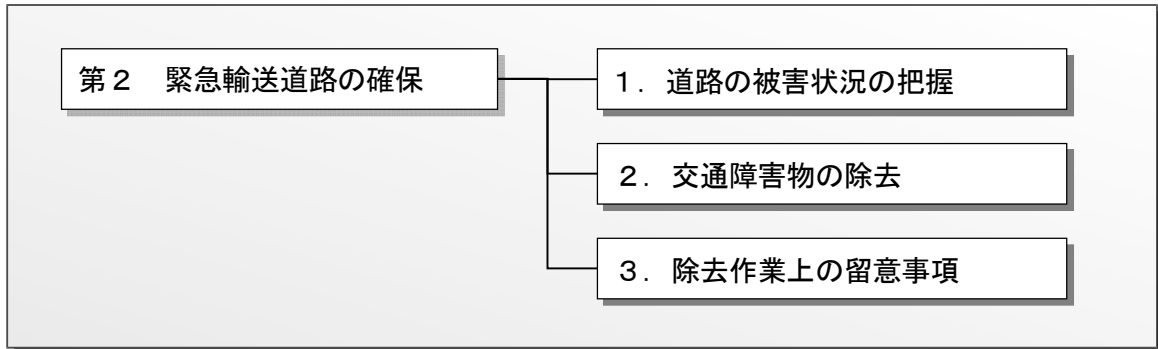 第２　緊急輸送道路の確保
１．道路の被害状況の把握
２．交通障害物の除去
３．除去作業上の留意事項